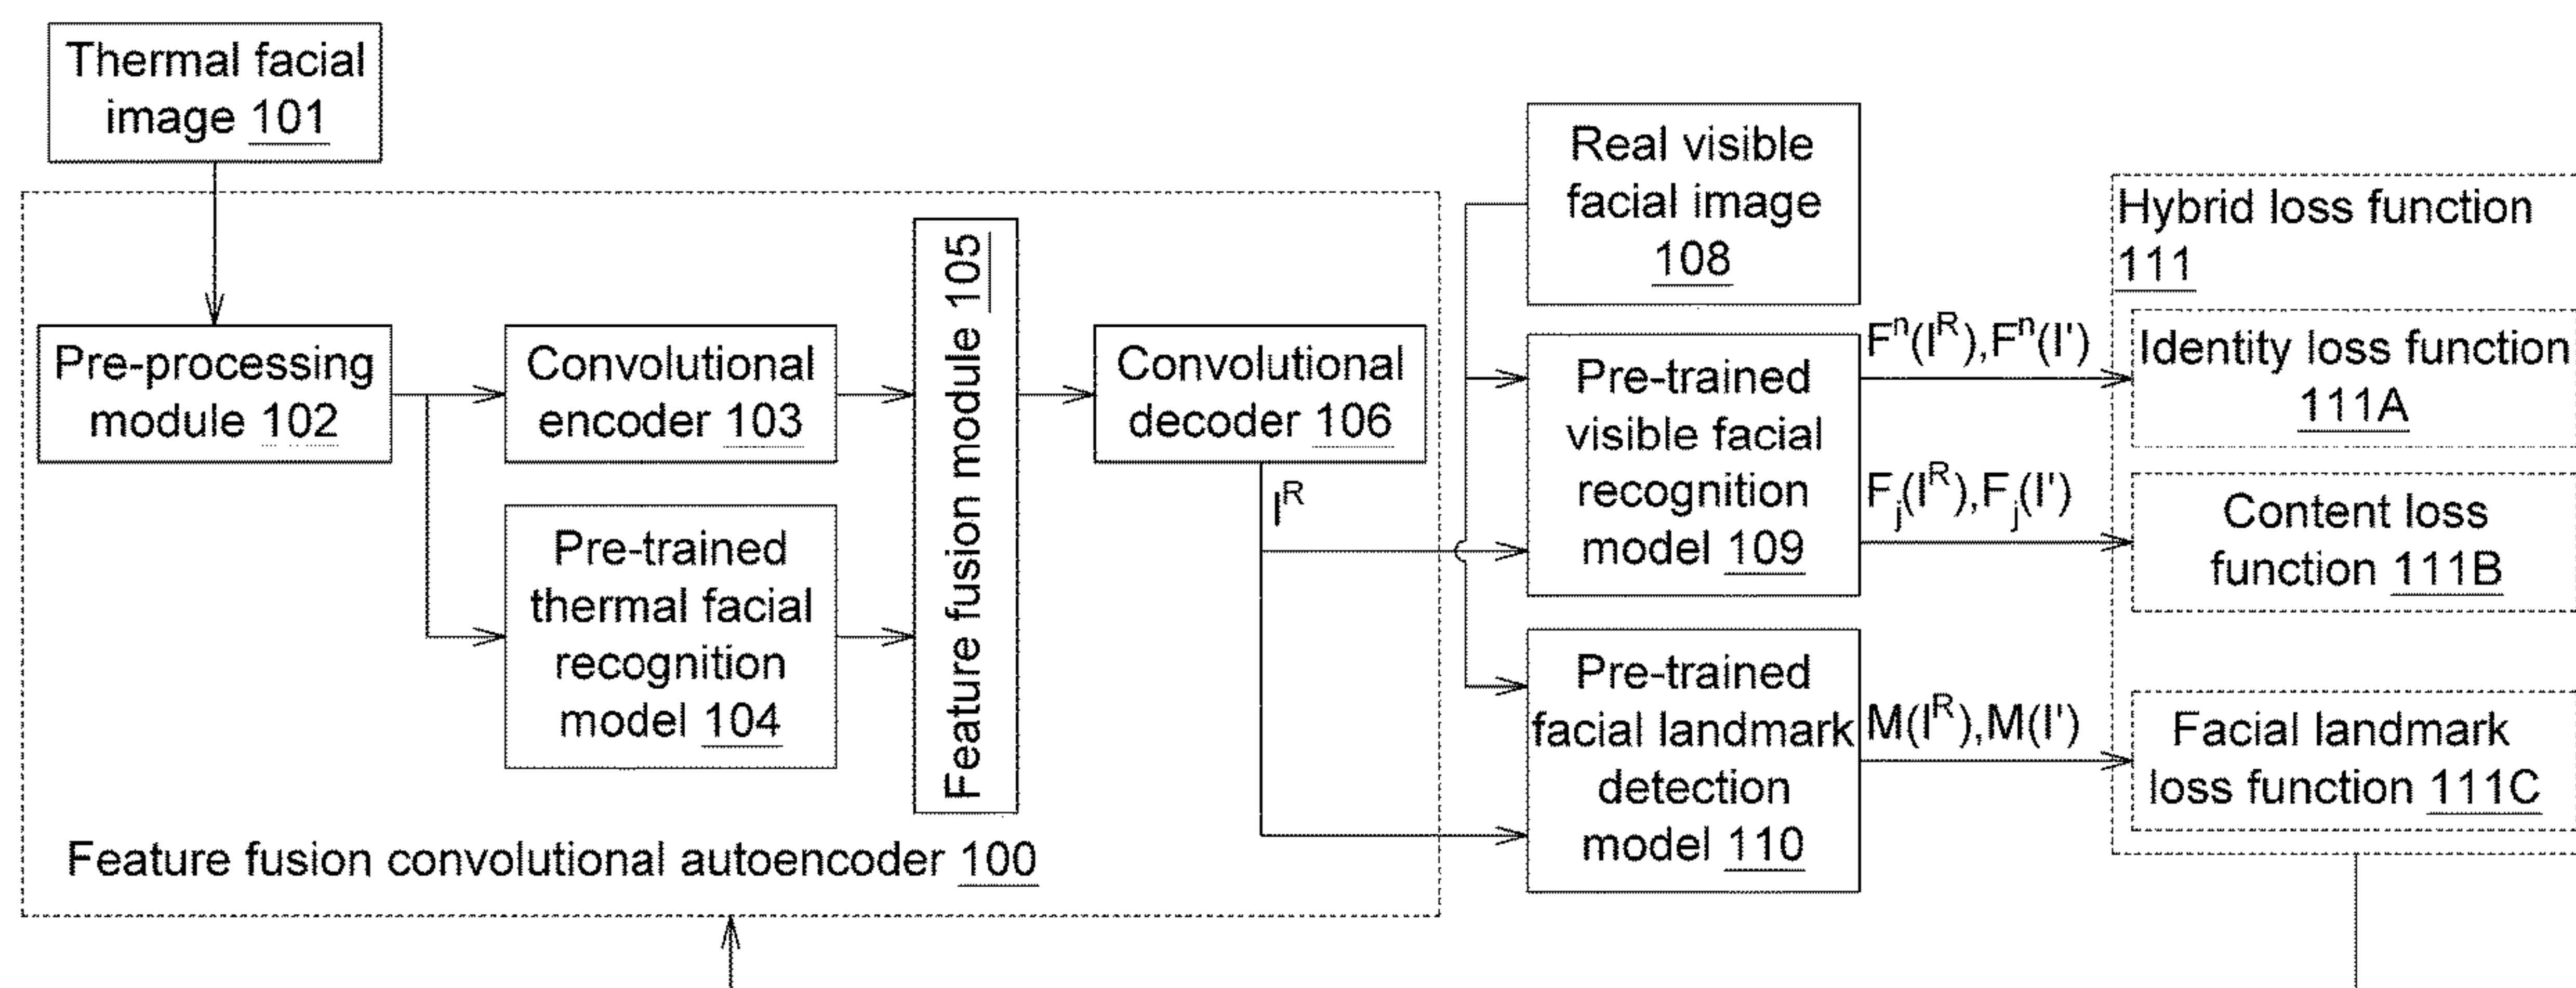 Thermal facial
image 101
Pre-processing
module 102
Convolutional
encoder 103
Pre-trained
thermal facial
recognition
model 104
Feature fusion module 105
Convolutional
decoder 106
I^R
Feature fusion convolutional autoencoder 100
Real visible
facial image
108
Pre-trained
visible facial
recognition
model 109
Pre-trained
facial landmark
detection
model 110
F^n(I^R),F^n(I')
F_j(I^R),F_j(I')
M(I^R),M(I')
Hybrid loss function
111
Identity loss function
111A
Content loss
function 111B
Facial landmark
loss function 111C